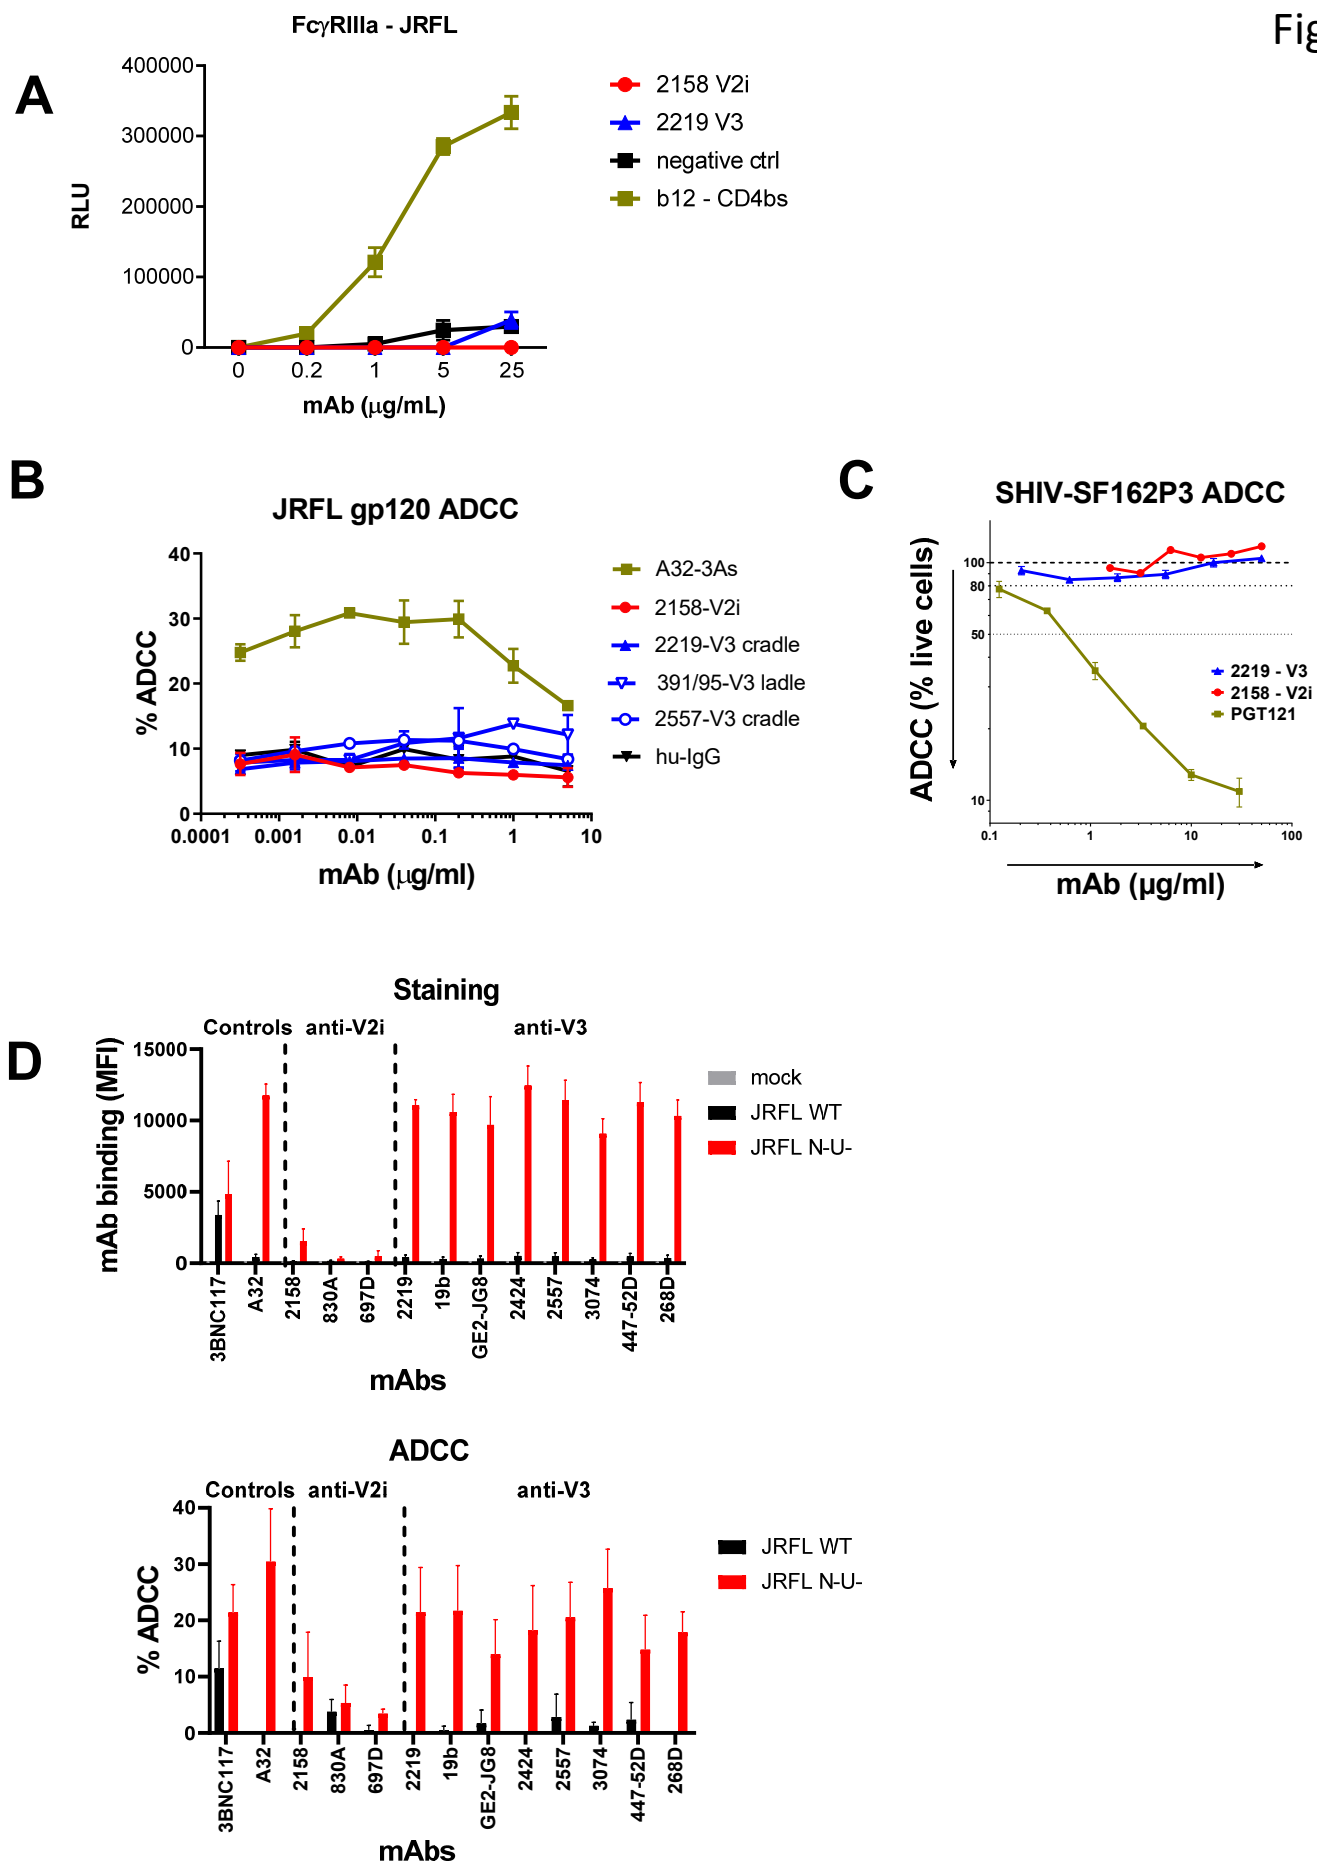 Fig
A
FcγRIIIa - JRFL
400000
300000
200000
100000
0
RLU
0 0.2 1 5 25
mAb (μg/mL)
2158 V2i
2219 V3
negative ctrl
b12 - CD4bs
B
JRFL gp120 ADCC
40
30
20
10
0
% ADCC
0.0001 0.001 0.01 0.1 1 10
mAb (μg/ml)
A32-3As
2158-V2i
2219-V3 cradle
391/95-V3 ladle
2557-V3 cradle
hu-IgG
C
SHIV-SF162P3 ADCC
100
80
50
10
ADCC (% live cells)
0.1 1 10 100
mAb (μg/ml)
2219 - V3
2158 - V2i
PGT121
D
Staining
Controls anti-V2i anti-V3
15000
10000
5000
0
mAb binding (MFI)
3BNC117 A32 2158 830A 697D 2219 19b GE2-JG8 2424 2557 3074 447-52D 268D
mAbs
mock
JRFL WT
JRFL N-U-
ADCC
Controls anti-V2i anti-V3
40
30
20
10
0
% ADCC
3BNC117 A32 2158 830A 697D 2219 19b GE2-JG8 2424 2557 3074 447-52D 268D
mAbs
JRFL WT
JRFL N-U-